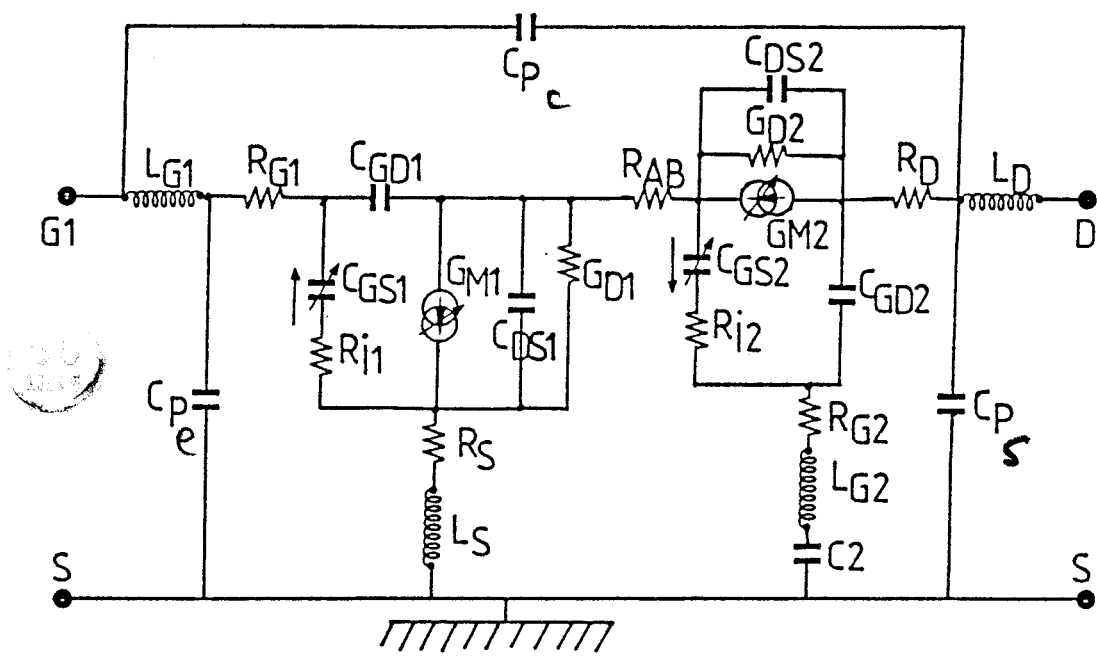 CDS2
CPc
GD2
LG1 RG1 CGD1 RAB RD LD
G1 GM2 D
CGS1 GM1 GD1 CGS2 CGD2
Ri1 CDS1 Ri2
CPe RS RG2 CPs
LS LG2
C2
S S